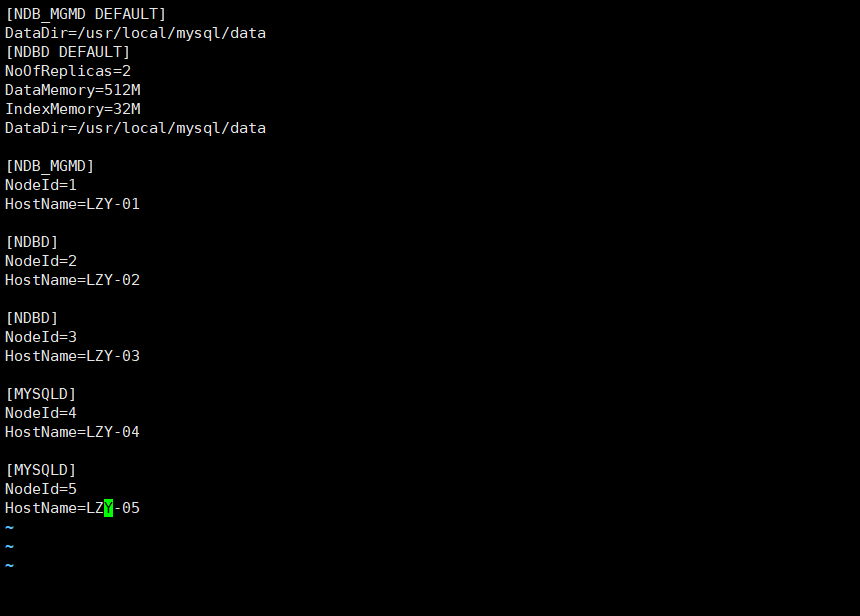 [NDB_MGMD DEFAULT]
DataDir=/usr/local/mysql/data
[NDBD DEFAULT]
NoOfReplicas=2
DataMemory=512M
IndexMemory=32M
DataDir=/usr/local/mysql/data

[NDB_MGMD]
NodeId=1
HostName=LZY-01

[NDBD]
NodeId=2
HostName=LZY-02

[NDBD]
NodeId=3
HostName=LZY-03

[MYSQLD]
NodeId=4
HostName=LZY-04

[MYSQLD]
NodeId=5
HostName=LZY-05
~
~
~